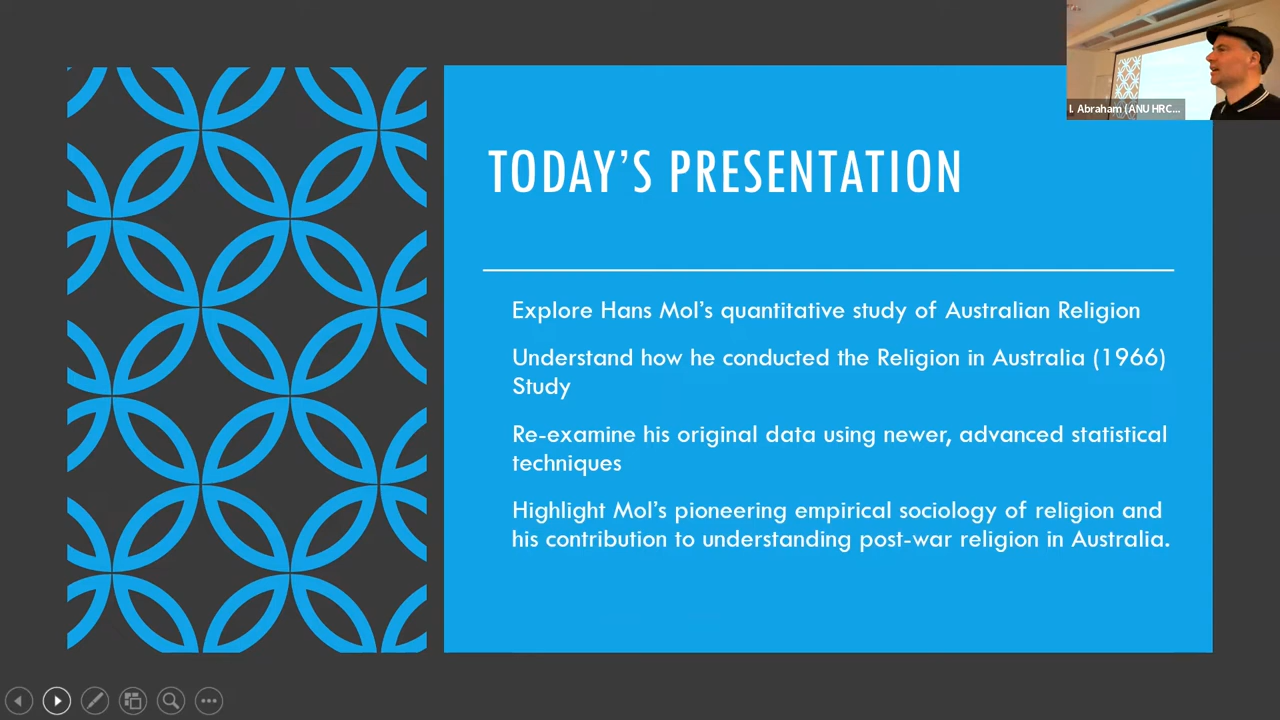 I. Abraham (ANU HRC...
TODAY'S PRESENTATION
Explore Hans Mol's quantitative study of Australian Religion
Understand how he conducted the Religion in Australia (1966)
Study
Re-examine his original data using newer, advanced statistical
techniques
Highlight Mol's pioneering empirical sociology of religion and
his contribution to understanding post-war religion in Australia.